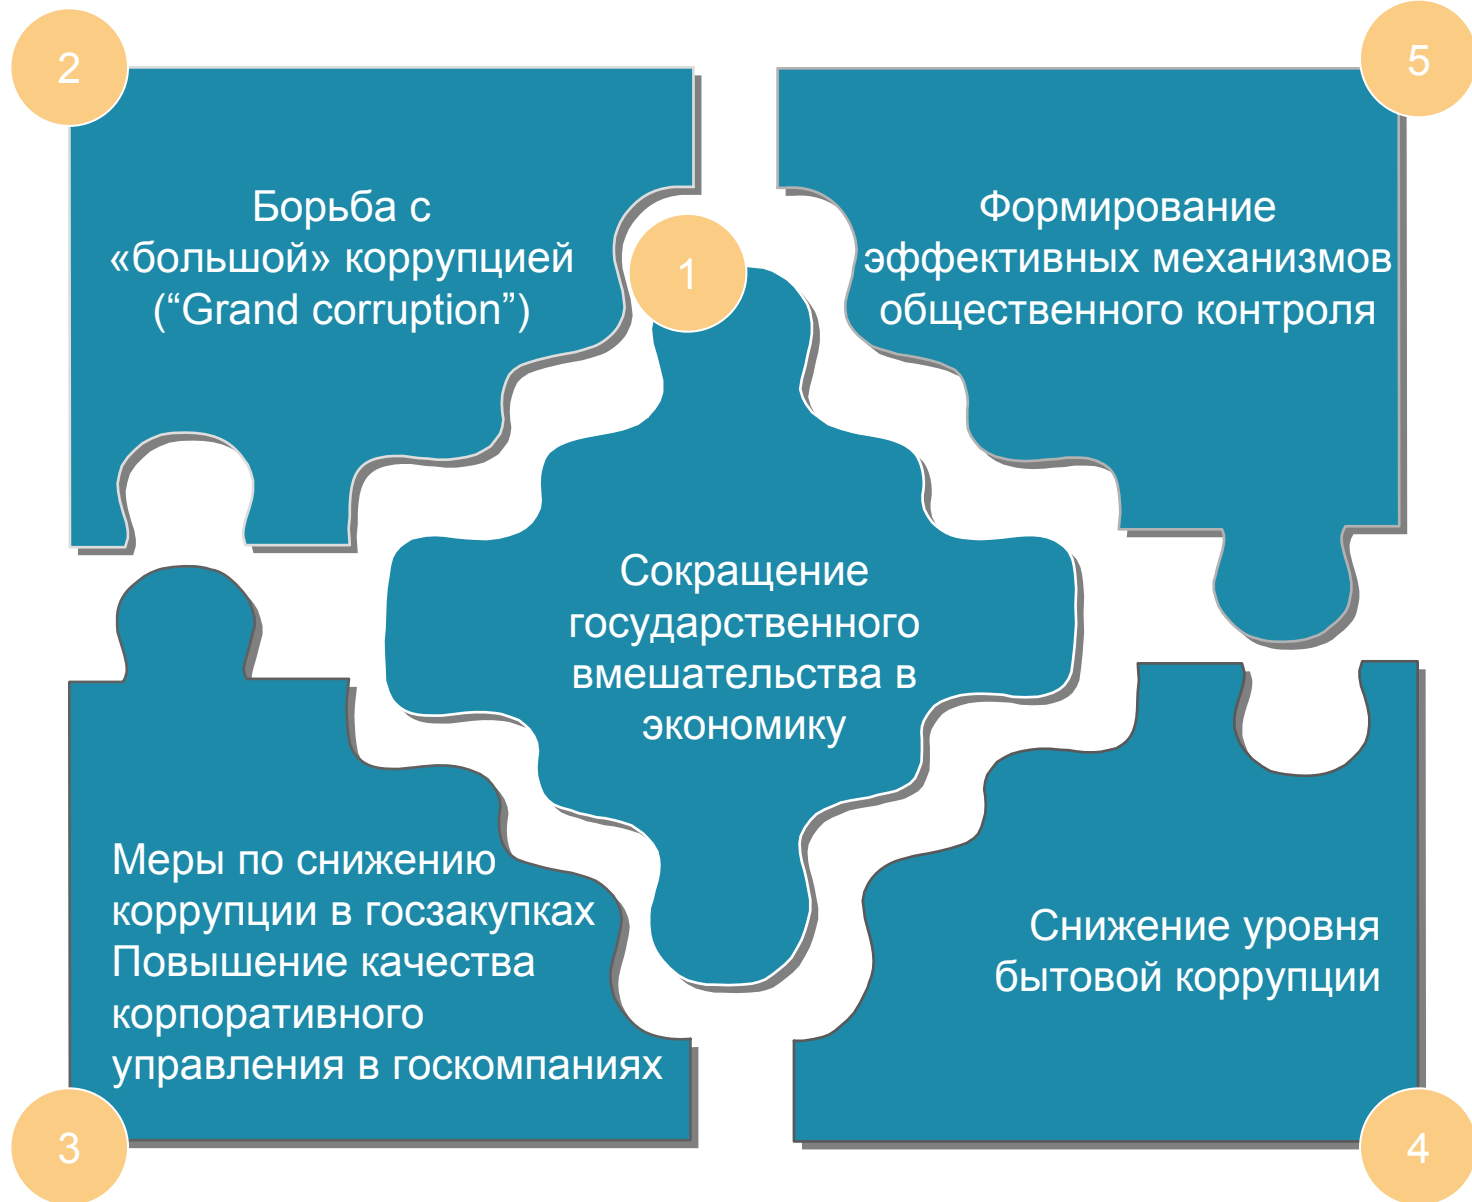 2
Борьба с
«большой» коррупцией
(“Grand corruption”)
5
Формирование
эффективных механизмов
общественного контроля
1
Сокращение
государственного
вмешательства в
экономику
Меры по снижению
коррупции в госзакупках
Повышение качества
корпоративного
управления в госкомпаниях
3
Снижение уровня
бытовой коррупции
4